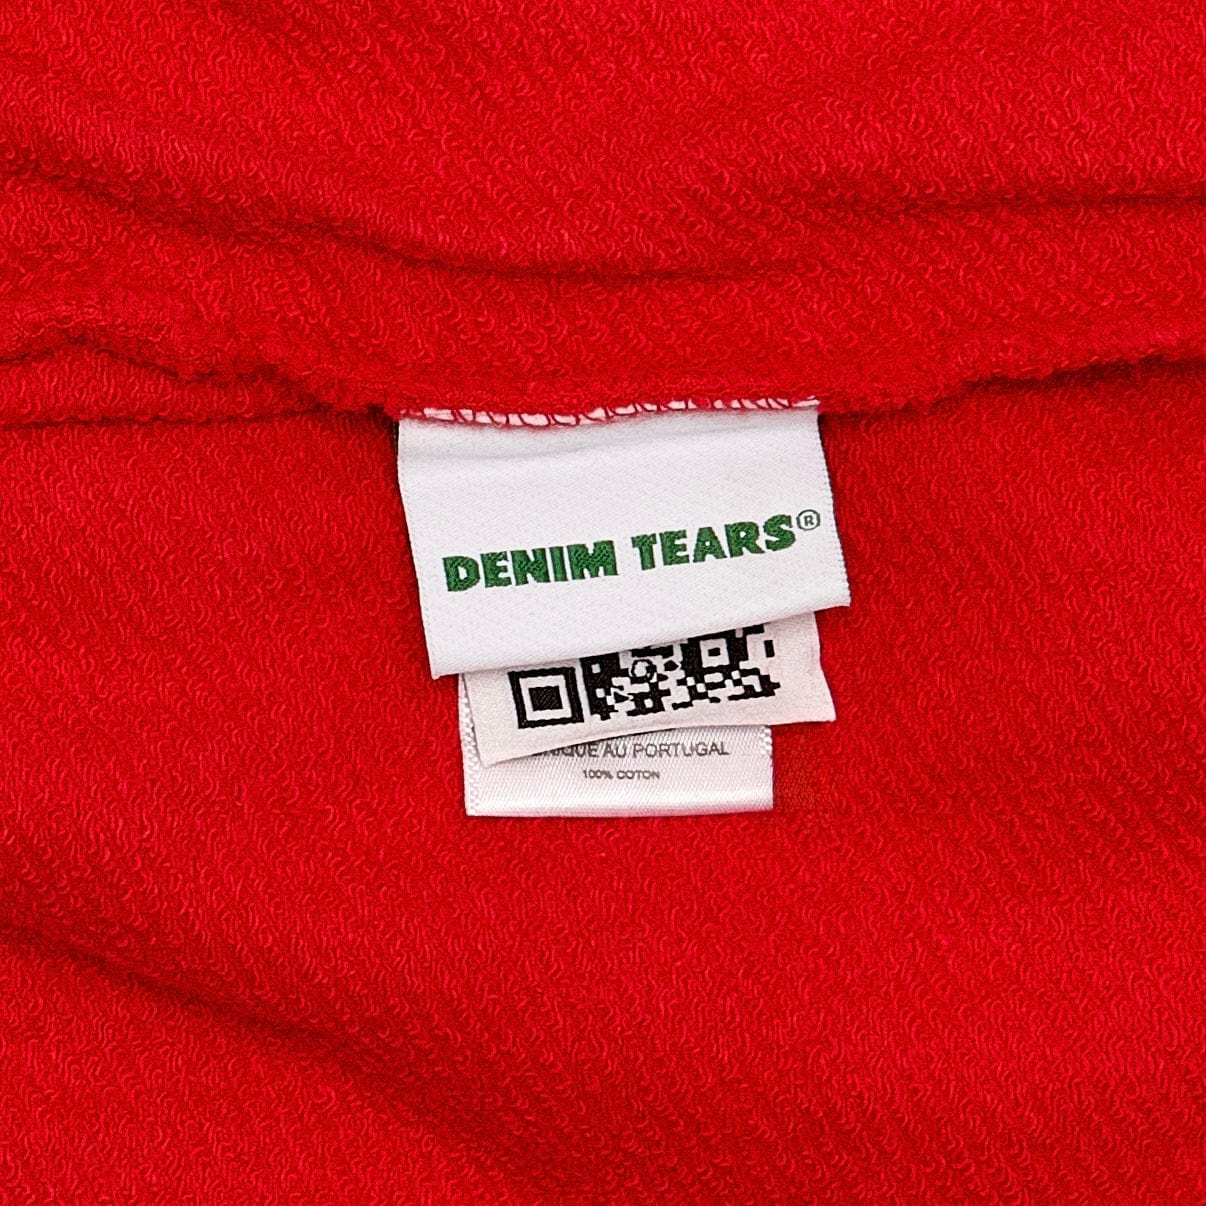 DENIM TEARS®
AU PORTUGAL
100% COTON